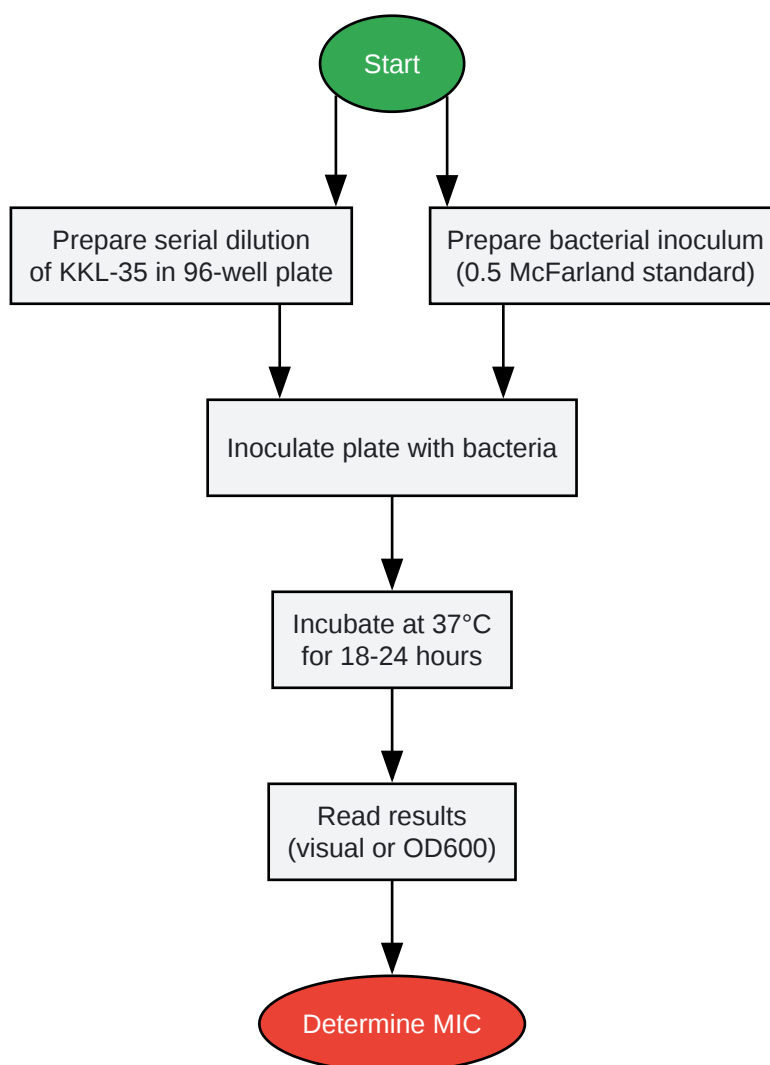 Start
Prepare serial dilution
of KKL-35 in 96-well plate
Prepare bacterial inoculum
(0.5 McFarland standard)
Inoculate plate with bacteria
Incubate at 37°C
for 18-24 hours
Read results
(visual or OD600)
Determine MIC